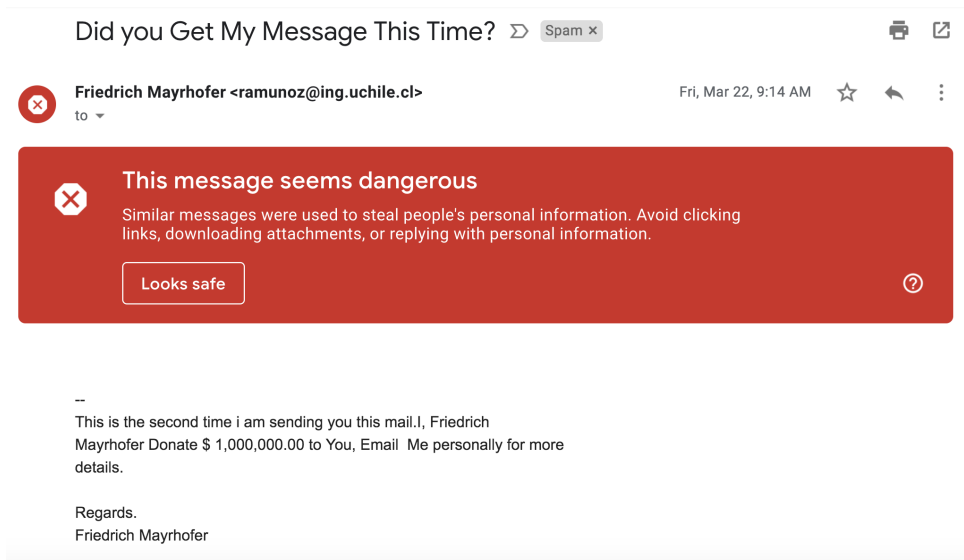 Did you Get My Message This Time?
Spam ×
Friedrich Mayrhofer <ramunoz@ing.uchile.cl>
Fri, Mar 22, 9:14 AM
to
This message seems dangerous
Similar messages were used to steal people's personal information. Avoid clicking
links, downloading attachments, or replying with personal information.
Looks safe
--
This is the second time i am sending you this mail.I, Friedrich
Mayrhofer Donate $ 1,000,000.00 to You, Email  Me personally for more
details.
Regards.
Friedrich Mayrhofer